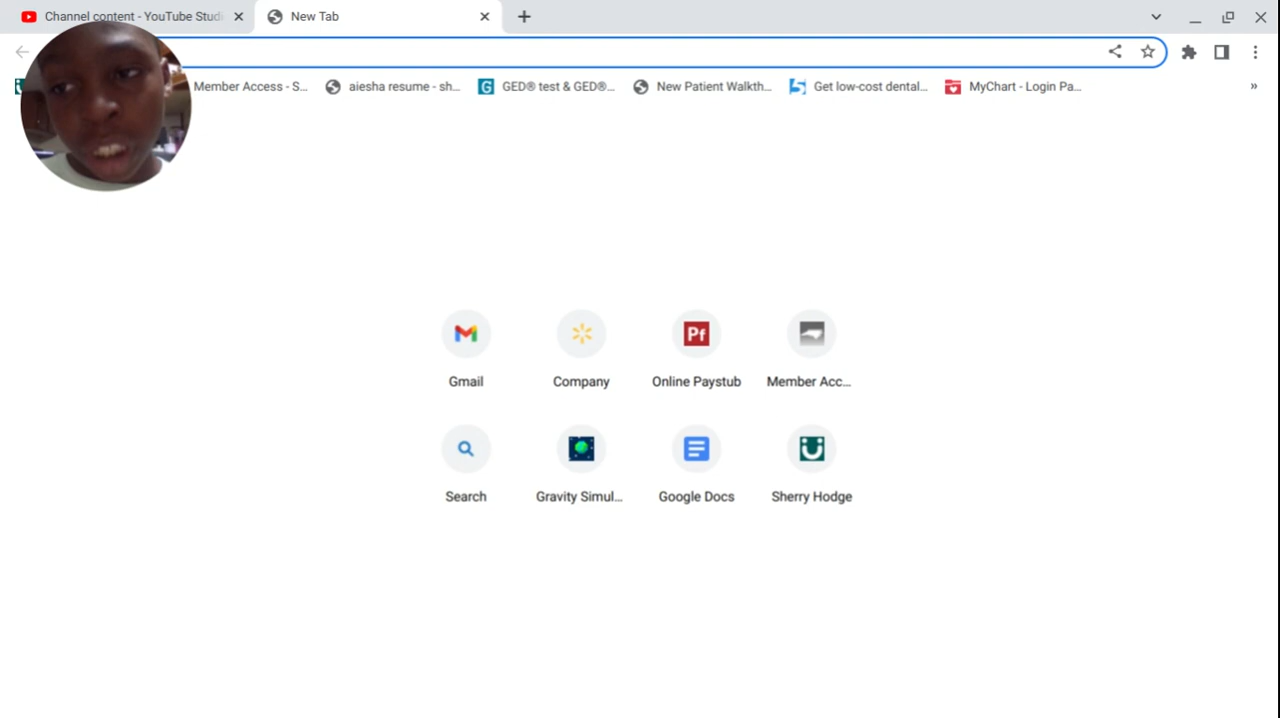 Channel content - YouTube Studi
New Tab
Member Access - S...
aiesha resume - sh...
GED® test & GED®...
New Patient Walkth...
Get low-cost dental...
MyChart - Login Pa...
»
Gmail
Company
Pf
Online Paystub
Member Acc...
Search
Gravity Simul...
Google Docs
Sherry Hodge